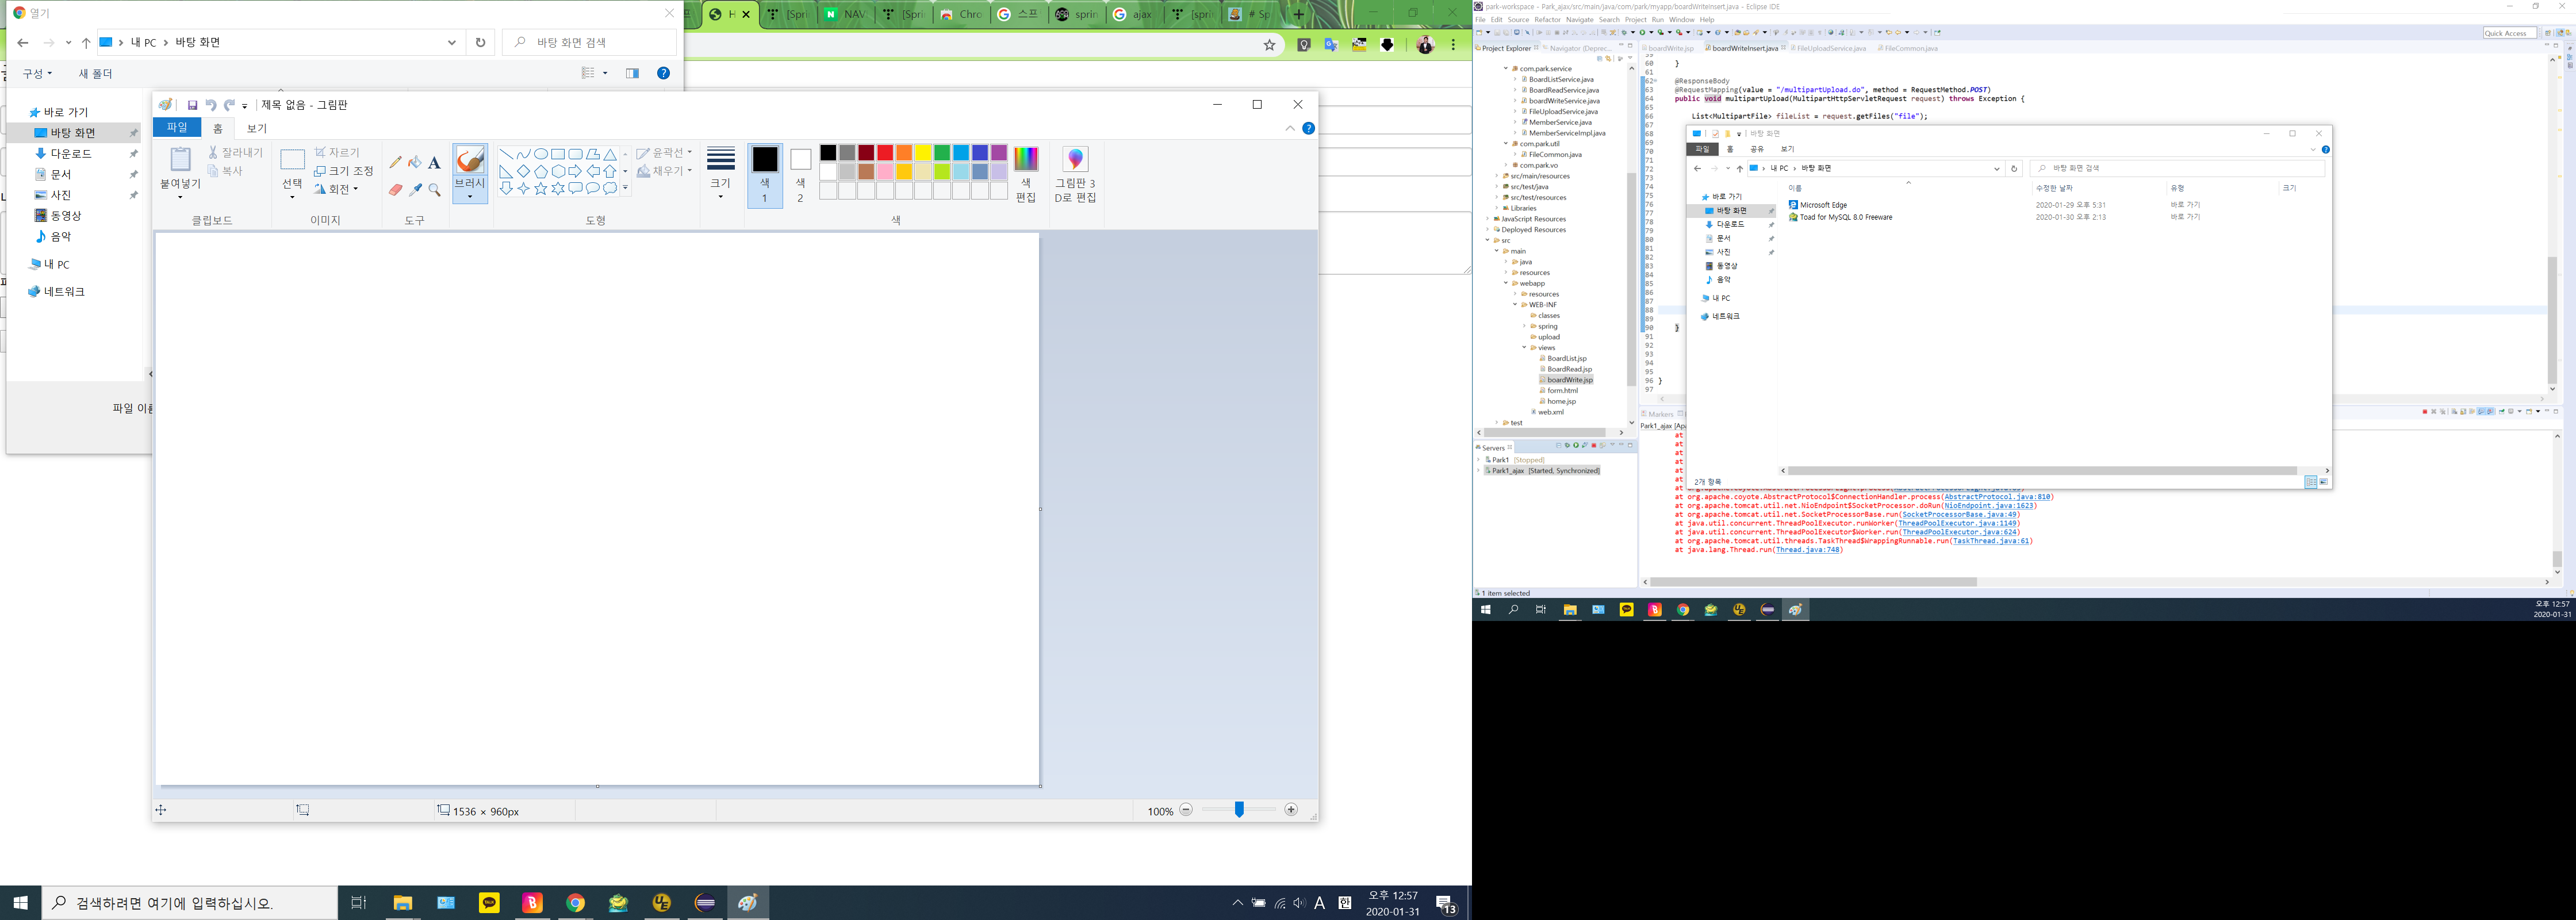 열기
내 PC > 바탕 화면
바탕 화면 검색
구성
새 폴더
바로 가기
바탕 화면
다운로드
문서
사진
동영상
음악
내 PC
네트워크
제목 없음 - 그림판
파일
홈
보기
붙여넣기
잘라내기
복사
클립보드
선택
자르기
크기 조정
회전
이미지
도구
브러시
윤곽선
채우기
도형
크기
색
1
색
2
색
편집
색
그림판 3
D로 편집
1536 × 960px
100%
검색하려면 여기에 입력하십시오.
오후 12:57
2020-01-31
13
park-workspace - Park_ajax/src/main/java/com/park/myapp/boardWriteInsert.java - Eclipse IDE
File Edit Source Refactor Navigate Search Project Run Window Help
Quick Access
Project Explorer
Navigator (Deprec...
boardWrite.jsp
boardWriteInsert.java
FileUploadService.java
FileCommon.java
com.park.service
BoardListService.java
BoardReadService.java
boardWriteService.java
FileUploadService.java
MemberService.java
MemberServiceImpl.java
com.park.util
FileCommon.java
com.park.vo
src/main/resources
src/test/java
src/test/resources
Libraries
JavaScript Resources
Deployed Resources
src
main
java
resources
webapp
resources
WEB-INF
classes
spring
upload
views
BoardList.jsp
BoardRead.jsp
boardWrite.jsp
form.html
home.jsp
web.xml
test
60 }
61
62 @ResponseBody
63 @RequestMapping(value = "/multipartUpload.do", method = RequestMethod.POST)
64 public void multipartUpload(MultipartHttpServletRequest request) throws Exception {
65
66 List<MultipartFile> fileList = request.getFiles("file");
바탕 화면
파일 홈 공유 보기
내 PC > 바탕 화면
바탕 화면 검색
이름 수정한 날짜 유형 크기
Microsoft Edge 2020-01-29 오후 5:31 바로 가기
Toad for MySQL 8.0 Freeware 2020-01-30 오후 2:13 바로 가기
바로 가기
바탕 화면
다운로드
문서
사진
동영상
음악
내 PC
네트워크
2개 항목
90 }
96 }
97
Markers
Servers
Park1 [Stopped]
Park1_ajax [Started, Synchronized]
at org.apache.coyote.AbstractProtocol$ConnectionHandler.process(AbstractProtocol.java:810)
at org.apache.tomcat.util.net.NioEndpoint$SocketProcessor.doRun(NioEndpoint.java:1623)
at org.apache.tomcat.util.net.SocketProcessorBase.run(SocketProcessorBase.java:49)
at java.util.concurrent.ThreadPoolExecutor.runWorker(ThreadPoolExecutor.java:1149)
at java.util.concurrent.ThreadPoolExecutor$Worker.run(ThreadPoolExecutor.java:624)
at org.apache.tomcat.util.threads.TaskThread$WrappingRunnable.run(TaskThread.java:61)
at java.lang.Thread.run(Thread.java:748)
1 item selected
오후 12:57
2020-01-31